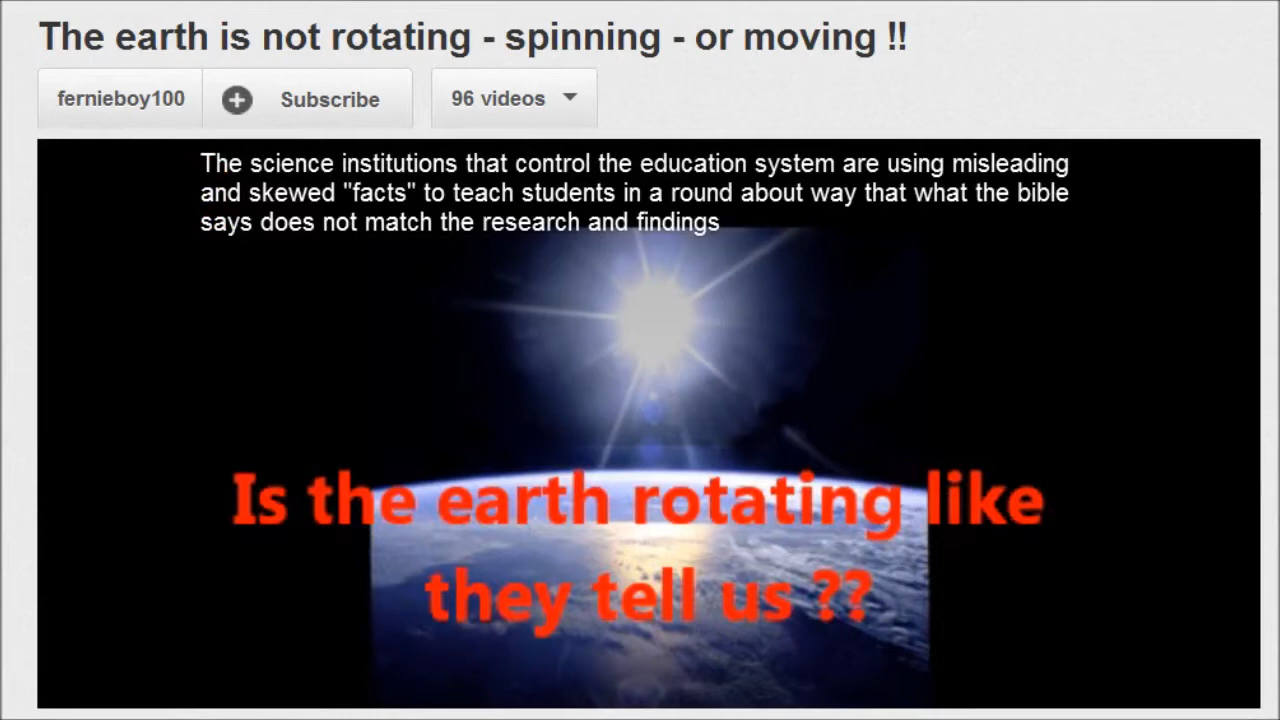 The earth is not rotating - spinning - or moving !!
fernieboy100
Subscribe
96 videos
The science institutions that control the education system are using misleading
and skewed "facts" to teach students in a round about way that what the bible
says does not match the research and findings
Is the earth rotating like
they tell us ??